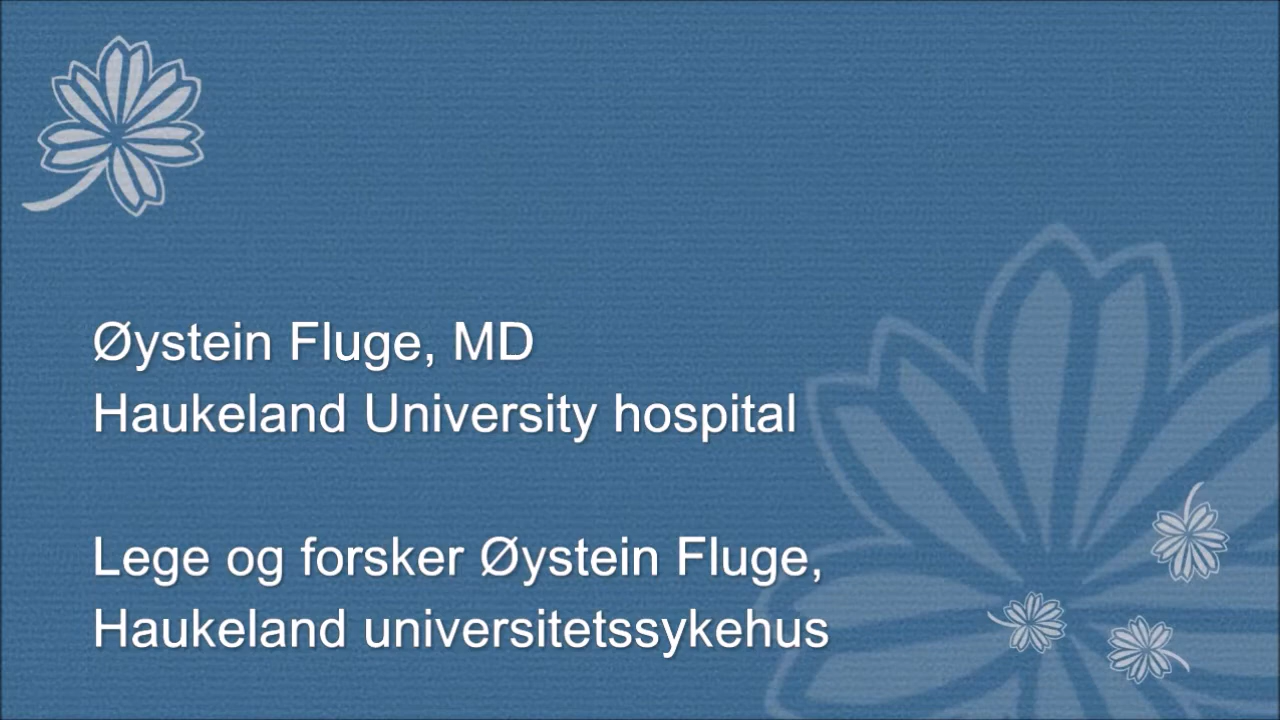 Øystein Fluge, MD
Haukeland University hospital
Lege og forsker Øystein Fluge,
Haukeland universitetssykehus